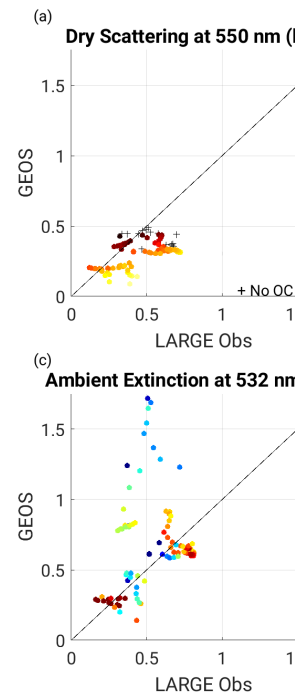 (a)
Dry Scattering at 550 nm (
1.5
1
0.5
0
GEOS
+ No OC
0 0.5 1
LARGE Obs
(c)
Ambient Extinction at 532 nm
1.5
1
0.5
0
GEOS
0 0.5 1
LARGE Obs